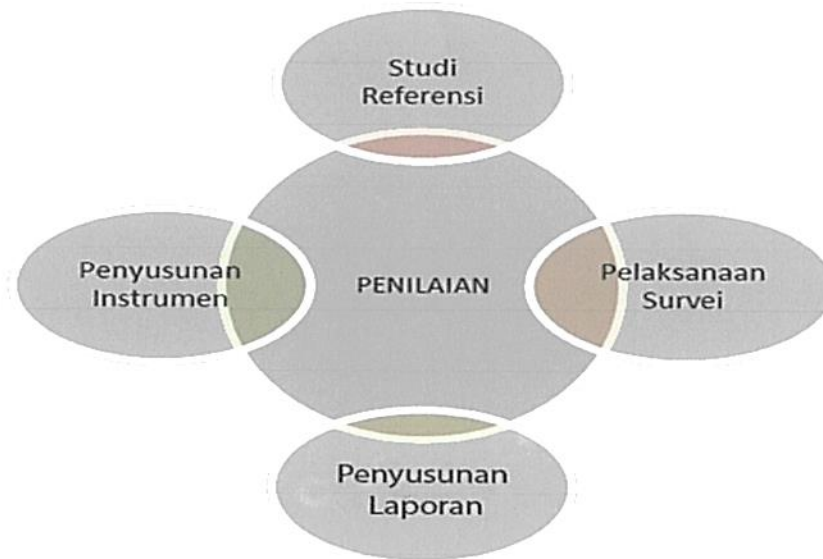 Studi
Referensi
Penyusunan
Instrumen
PENILAIAN
Pelaksanaan
Survei
Penyusunan
Laporan